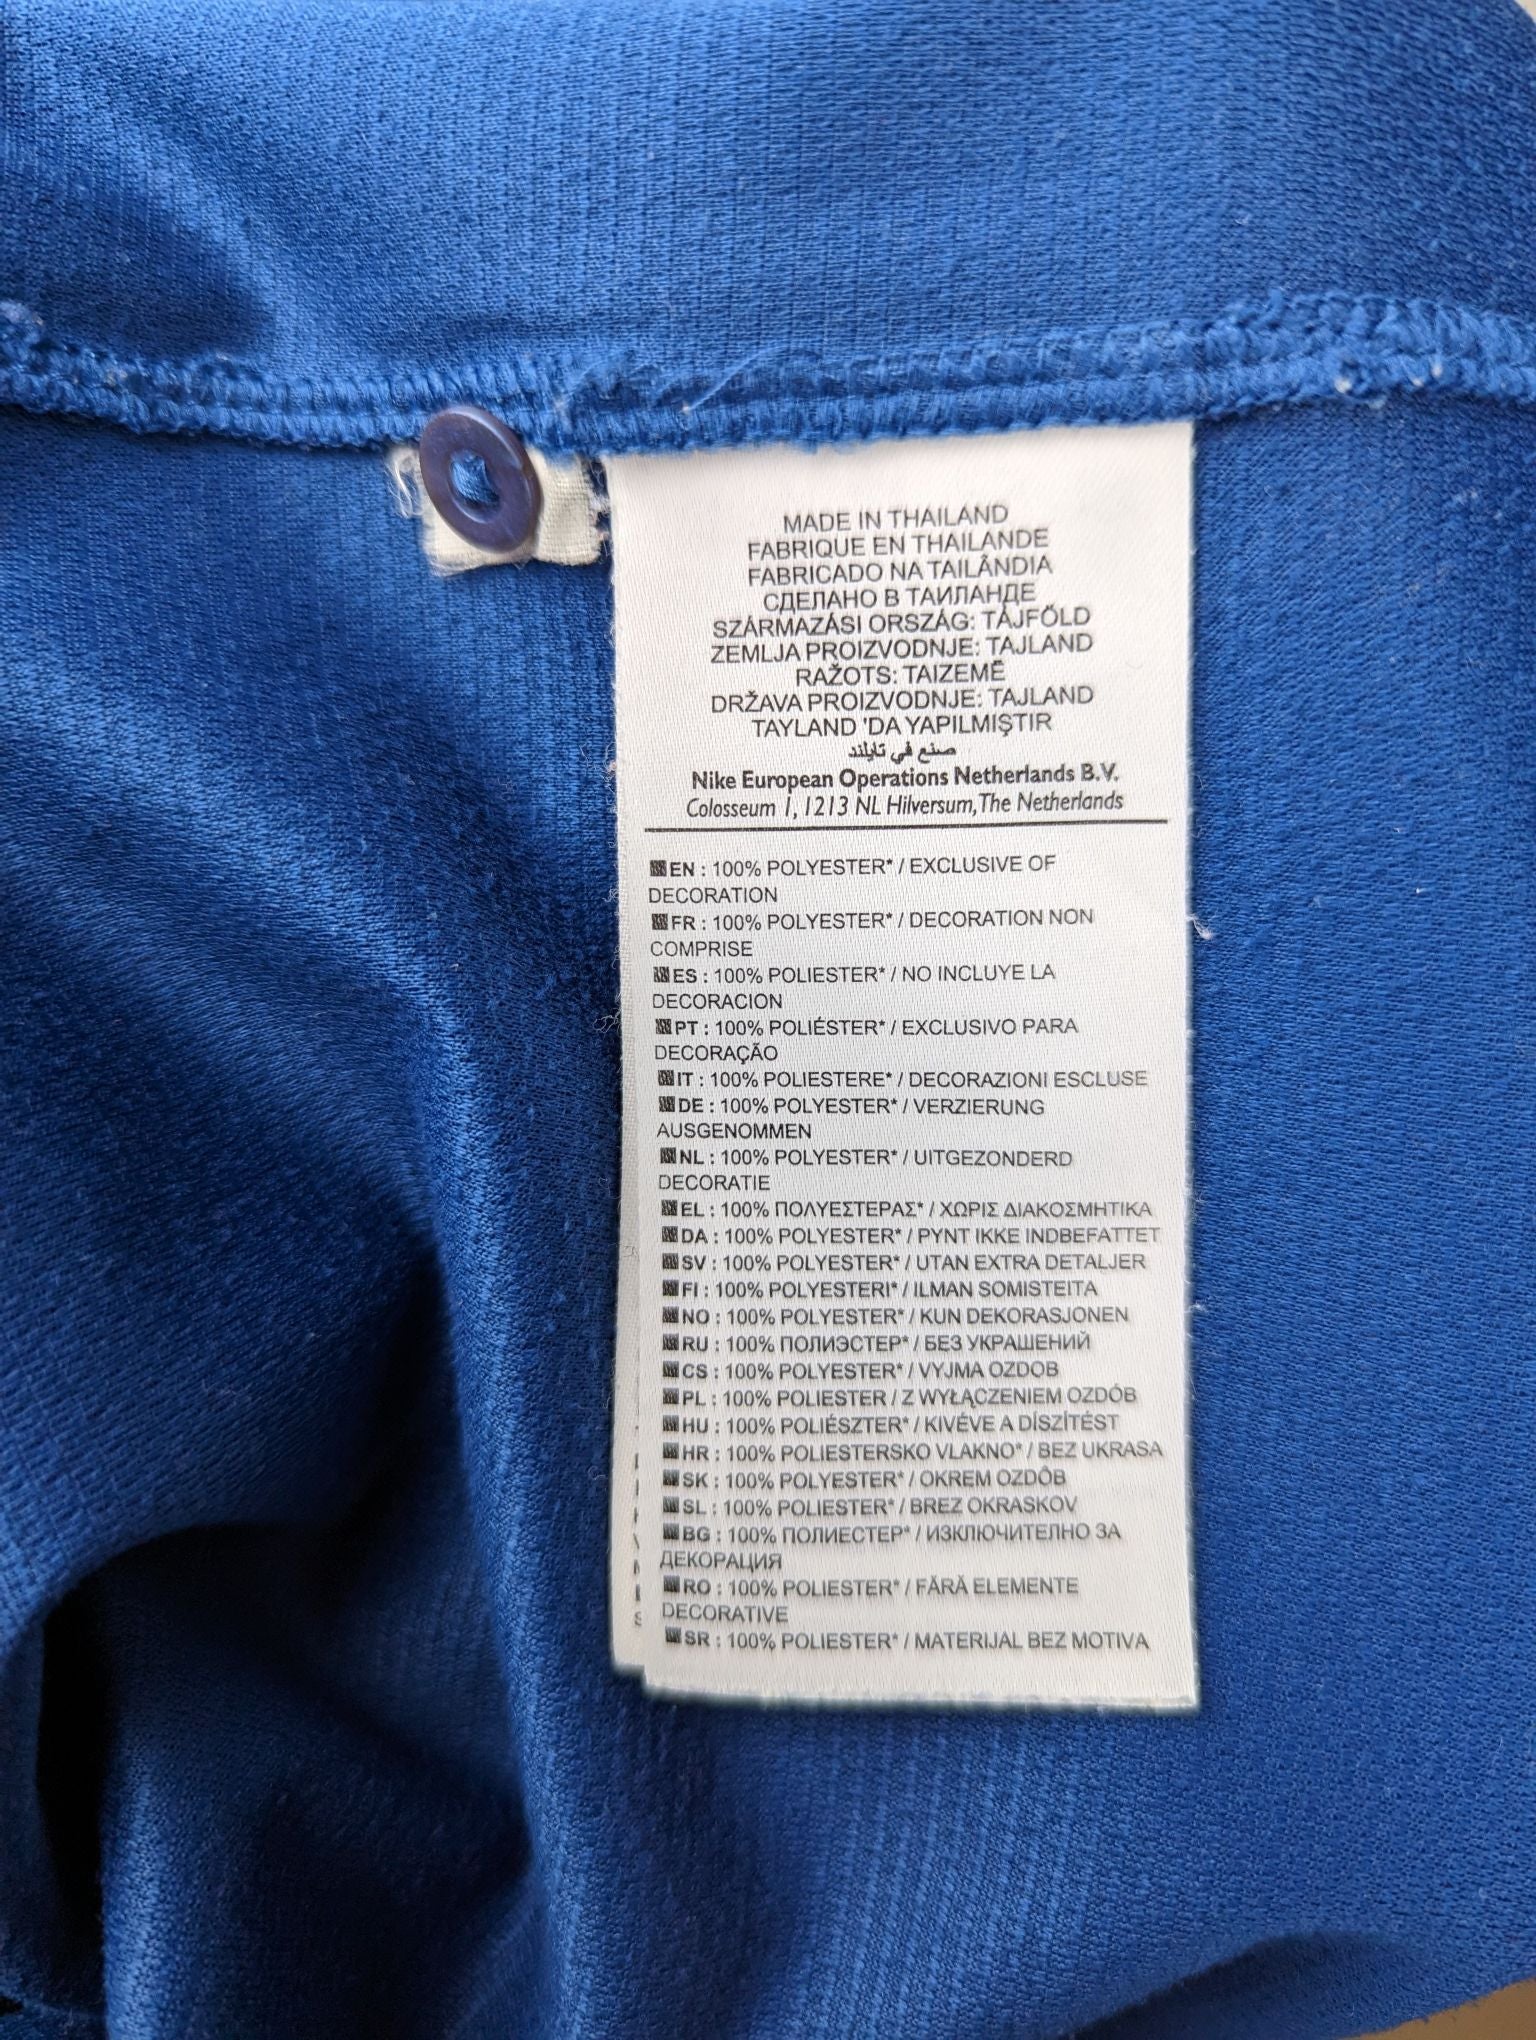 MADE IN THAILAND
FABRIQUE EN THAILANDE
FABRICADO NA TAILÂNDIA
СДЕЛАНО В ТАИЛАНДЕ
SZÁRMAZÁSI ORSZÁG: TÁJFÖLD
ZEMLJA PROIZVODNJE: TAJLAND
RAŽOTS: TAIZEMĒ
DRŽAVA PROIZVODNJE: TAJLAND
TAYLAND 'DA YAPILMIŞTIR
صنع في تايلند
Nike European Operations Netherlands B.V.
Colosseum 1, 1213 NL Hilversum, The Netherlands
EN : 100% POLYESTER* / EXCLUSIVE OF
DECORATION
FR : 100% POLYESTER* / DECORATION NON
COMPRISE
ES : 100% POLIESTER* / NO INCLUYE LA
DECORACION
PT : 100% POLIÉSTER* / EXCLUSIVO PARA
DECORAÇÃO
IT : 100% POLIESTERE* / DECORAZIONI ESCLUSE
DE : 100% POLYESTER* / VERZIERUNG
AUSGENOMMEN
NL : 100% POLYESTER* / UITGEZONDERD
DECORATIE
EL : 100% ΠΟΛΥΕΣΤΕΡΑΣ* / ΧΩΡΙΣ ΔΙΑΚΟΣΜΗΤΙΚΑ
DA : 100% POLYESTER* / PYNT IKKE INDBEFATTET
SV : 100% POLYESTER* / UTAN EXTRA DETALJER
FI : 100% POLYESTERI* / ILMAN SOMISTEITA
NO : 100% POLYESTER* / KUN DEKORASJONEN
RU : 100% ПОЛИЭСТЕР* / БЕЗ УКРАШЕНИЙ
CS : 100% POLYESTER* / VYJMA OZDOB
PL : 100% POLIESTER / Z WYŁĄCZENIEM OZDÓB
HU : 100% POLIÉSZTER* / KIVÉVE A DÍSZÍTÉST
HR : 100% POLIESTERSKO VLAKNO* / BEZ UKRASA
SK : 100% POLYESTER* / OKREM OZDÔB
SL : 100% POLIESTER* / BREZ OKRASKOV
BG : 100% ПОЛИЕСТЕР* / ИЗКЛЮЧИТЕЛНО ЗА
ДЕКОРАЦИЯ
RO : 100% POLIESTER* / FĂRĂ ELEMENTE
DECORATIVE
SR : 100% POLIESTER* / MATERIJAL BEZ MOTIVA